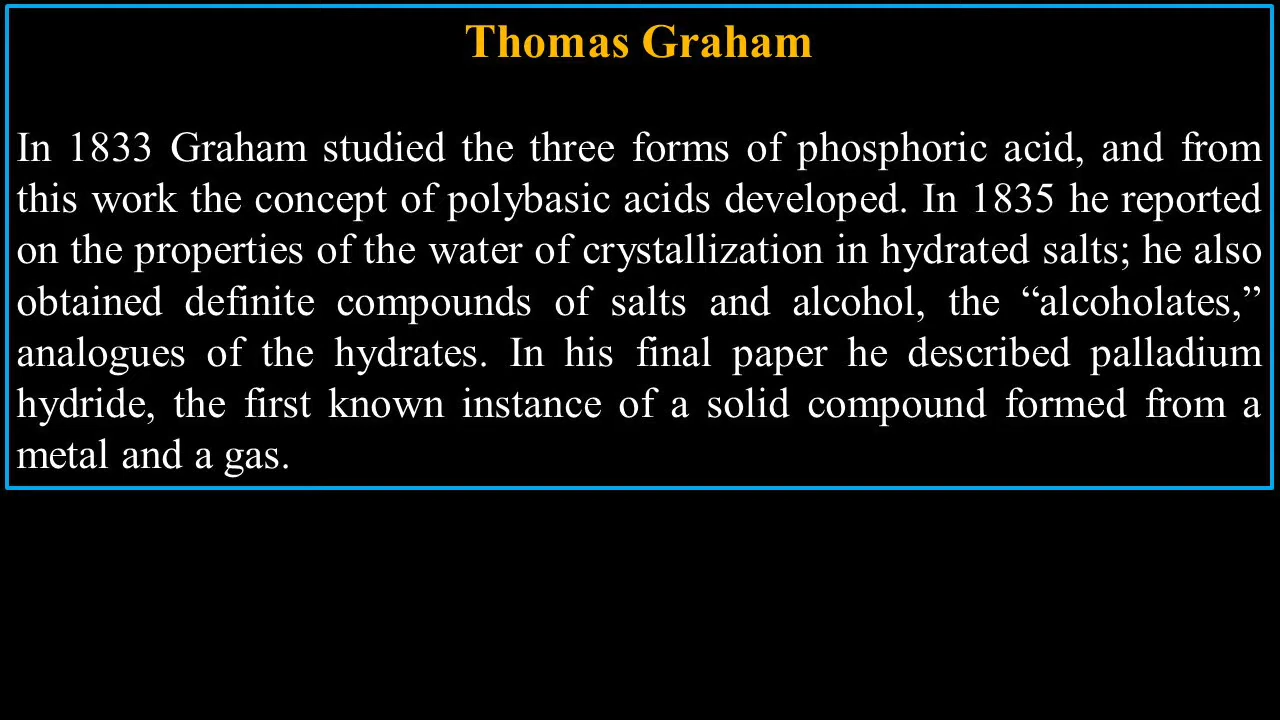 Thomas Graham
In 1833 Graham studied the three forms of phosphoric acid, and from
this work the concept of polybasic acids developed. In 1835 he reported
on the properties of the water of crystallization in hydrated salts; he also
obtained definite compounds of salts and alcohol, the “alcoholates,”
analogues of the hydrates. In his final paper he described palladium
hydride, the first known instance of a solid compound formed from a
metal and a gas.